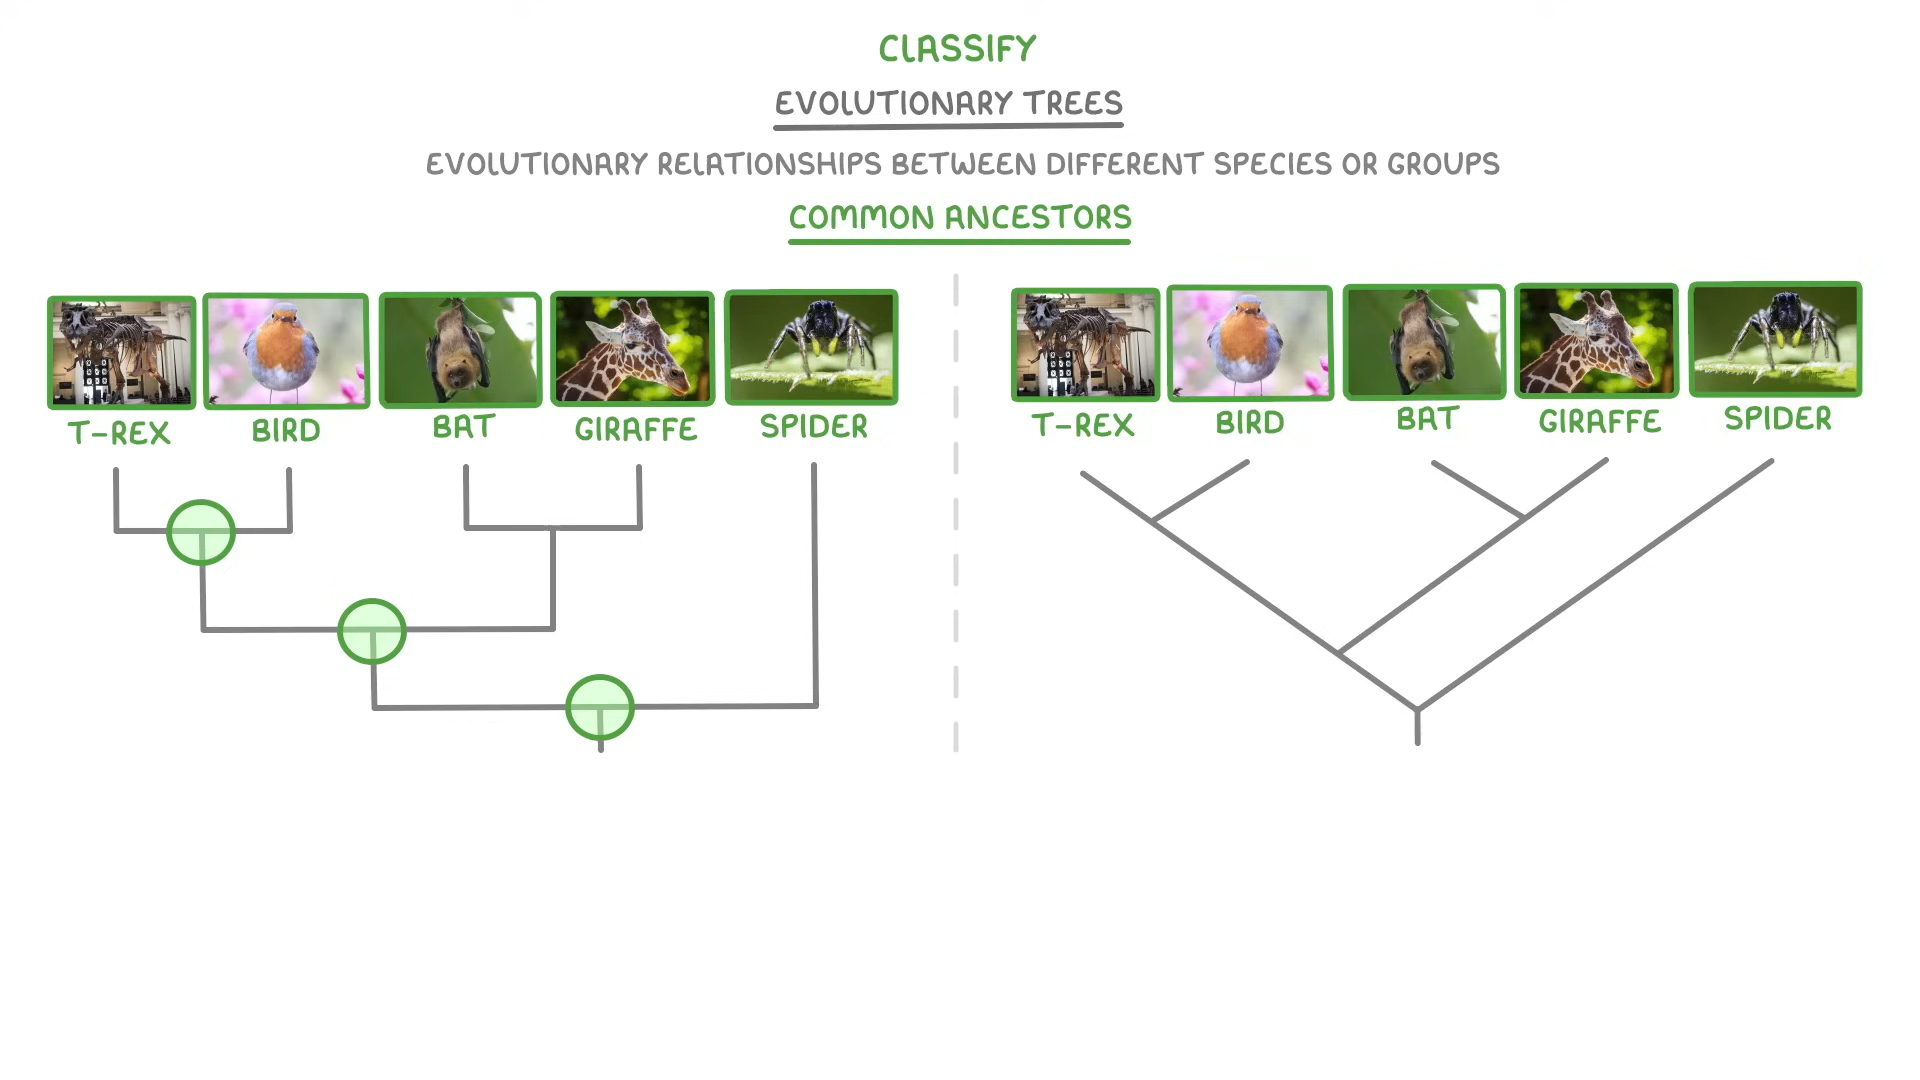 CLASSIFY
EVOLUTIONARY TREES
EVOLUTIONARY RELATIONSHIPS BETWEEN DIFFERENT SPECIES OR GROUPS
COMMON ANCESTORS
T-REX BIRD BAT GIRAFFE SPIDER
T-REX BIRD BAT GIRAFFE SPIDER